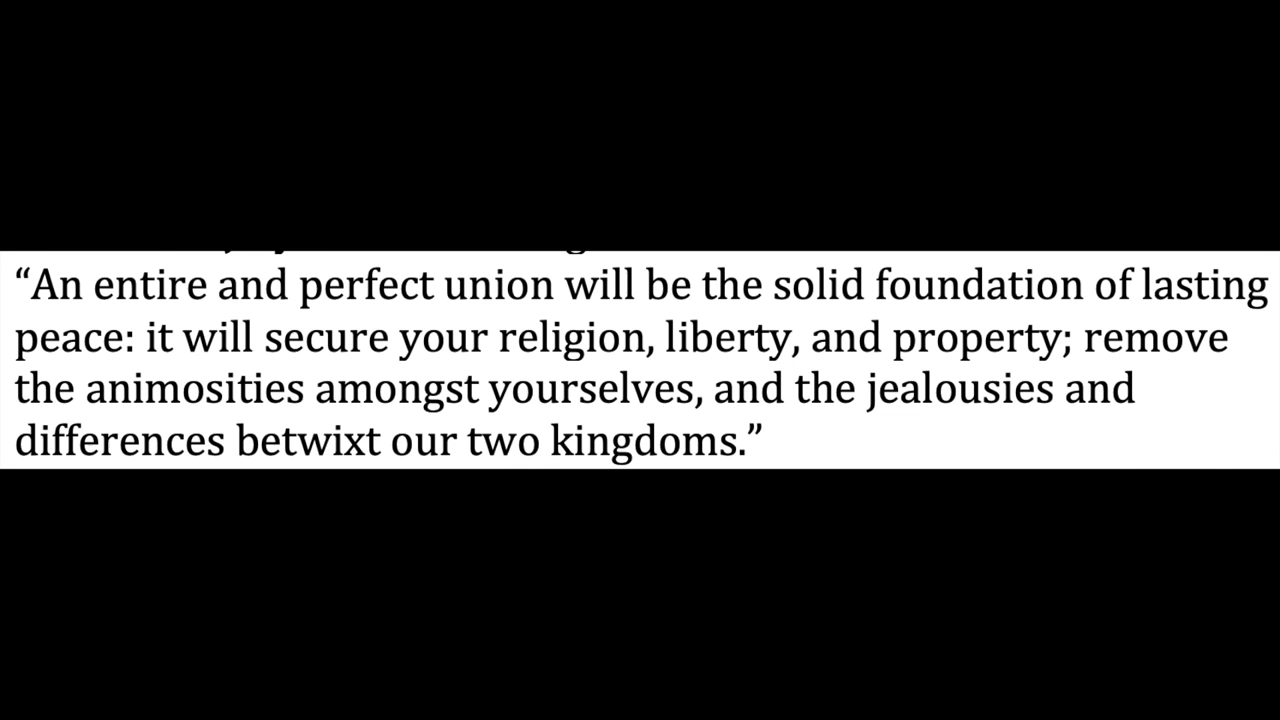 “An entire and perfect union will be the solid foundation of lasting
peace: it will secure your religion, liberty, and property; remove
the animosities amongst yourselves, and the jealousies and
differences betwixt our two kingdoms.”